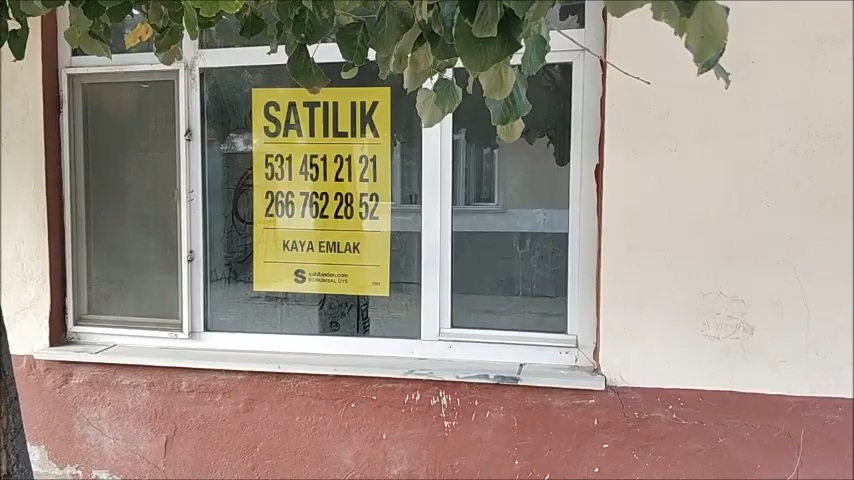 SATILIK
531 451 21 21
266 762 28 52
KAYA EMLAK
S sahibinden.com
KURUMSAL ÜYE